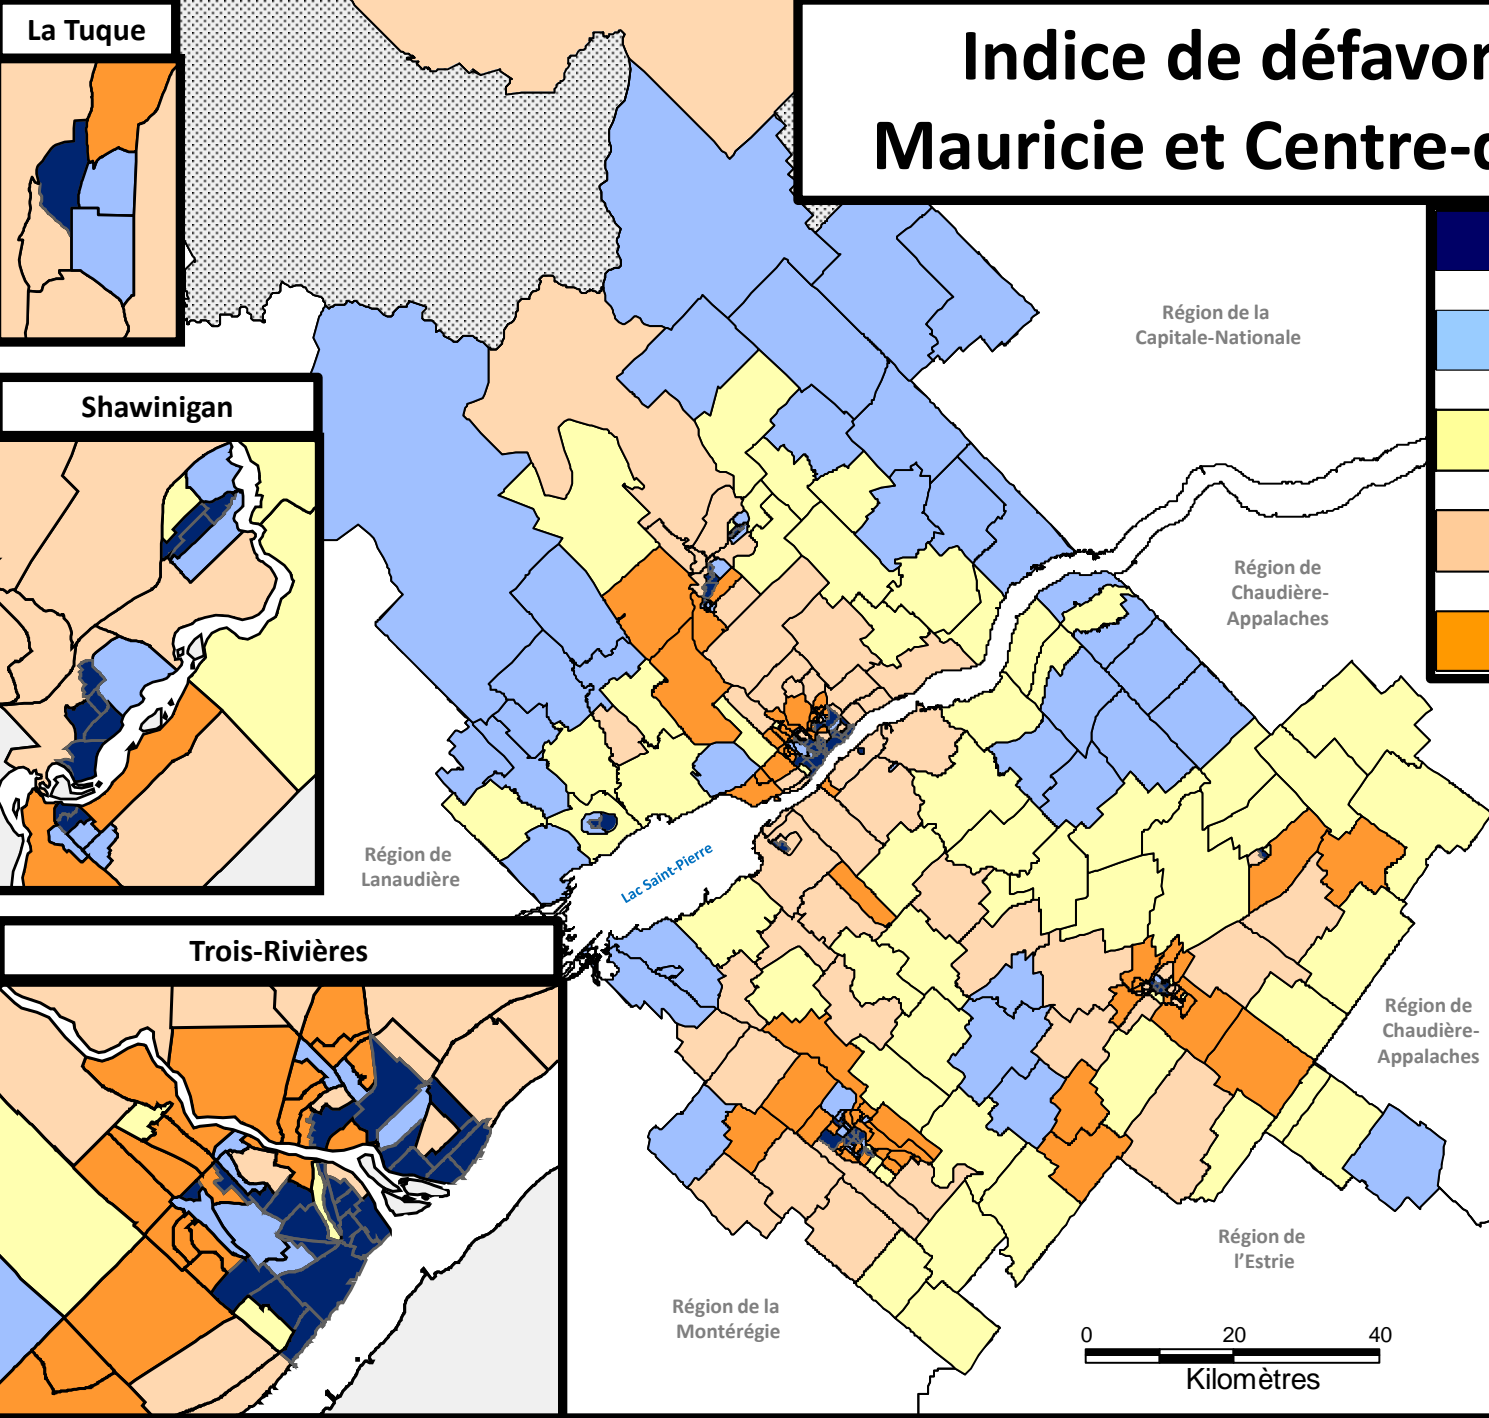 La Tuque
Indice de défavor
Mauricie et Centre-
Région de la
Capitale-Nationale
Shawinigan
Région de
Chaudière-
Appalaches
Région de
Lanaudière
Lac Saint-Pierre
Trois-Rivières
Région de
Chaudière-
Appalaches
Région de
l'Estrie
Région de la
Montérégie
0 20 40
Kilomètres